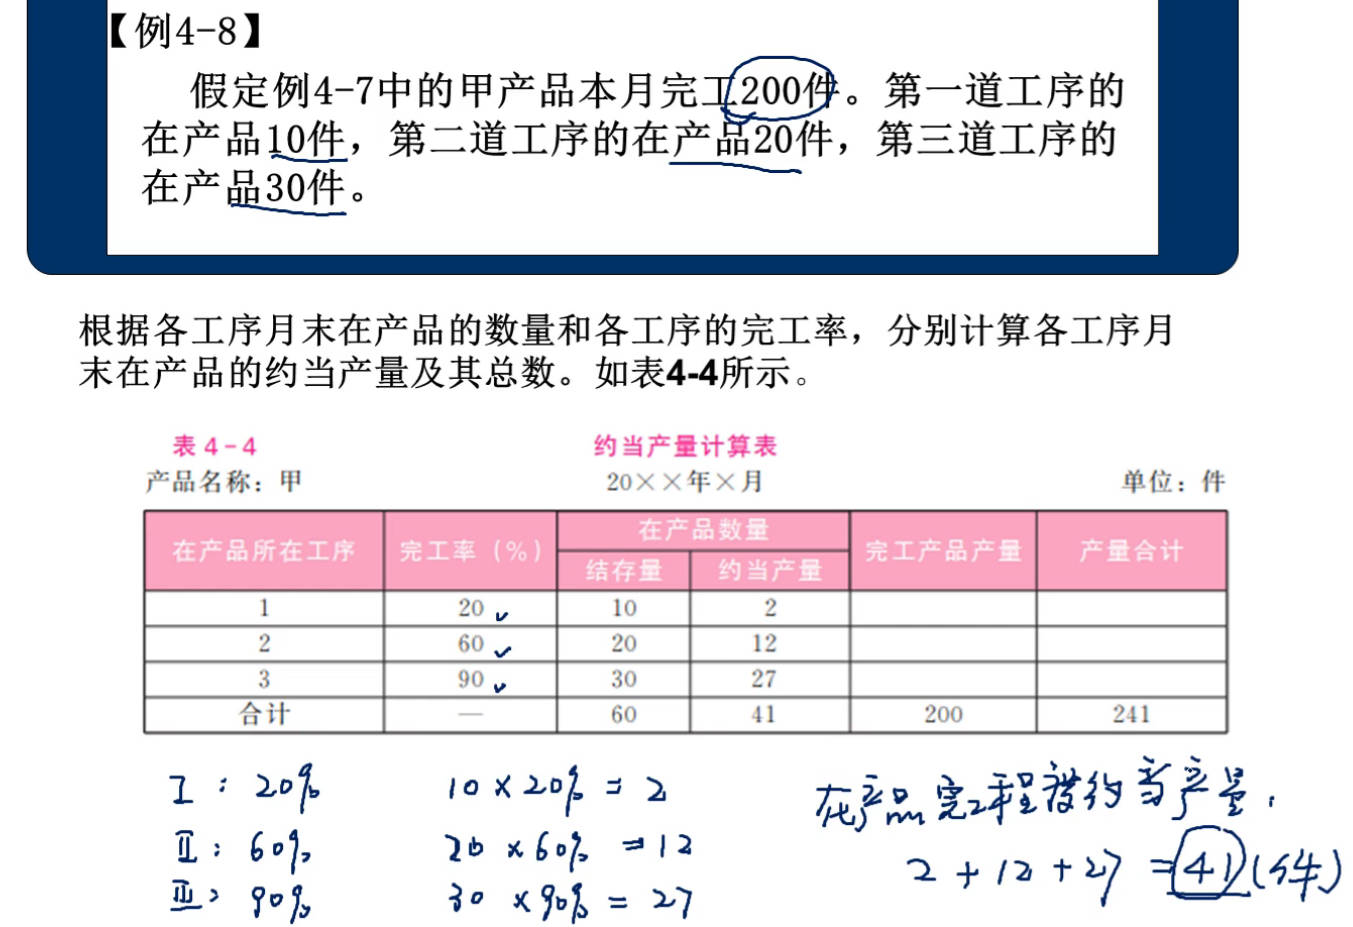 【例4-8】
假定例4-7中的甲产品本月完工200件。第一道工序的
在产品10件，第二道工序的在产品20件，第三道工序的
在产品30件。
根据各工序月末在产品的数量和各工序的完工率，分别计算各工序月
末在产品的约当产量及其总数。如表4-4所示。
表4-4 约当产量计算表
产品名称：甲 20××年×月 单位：件
在产品所在工序 完工率（%） 在产品数量 完工产品产量 产量合计
结存量 约当产量
1 20 10 2
2 60 20 12
3 90 30 27
合计 — 60 41 200 241
I：20% 10×20%=2 在产品完工程度约当产量，
II：60% 20×60%=12 2+12+27=41(件)
III：90% 30×90%=27